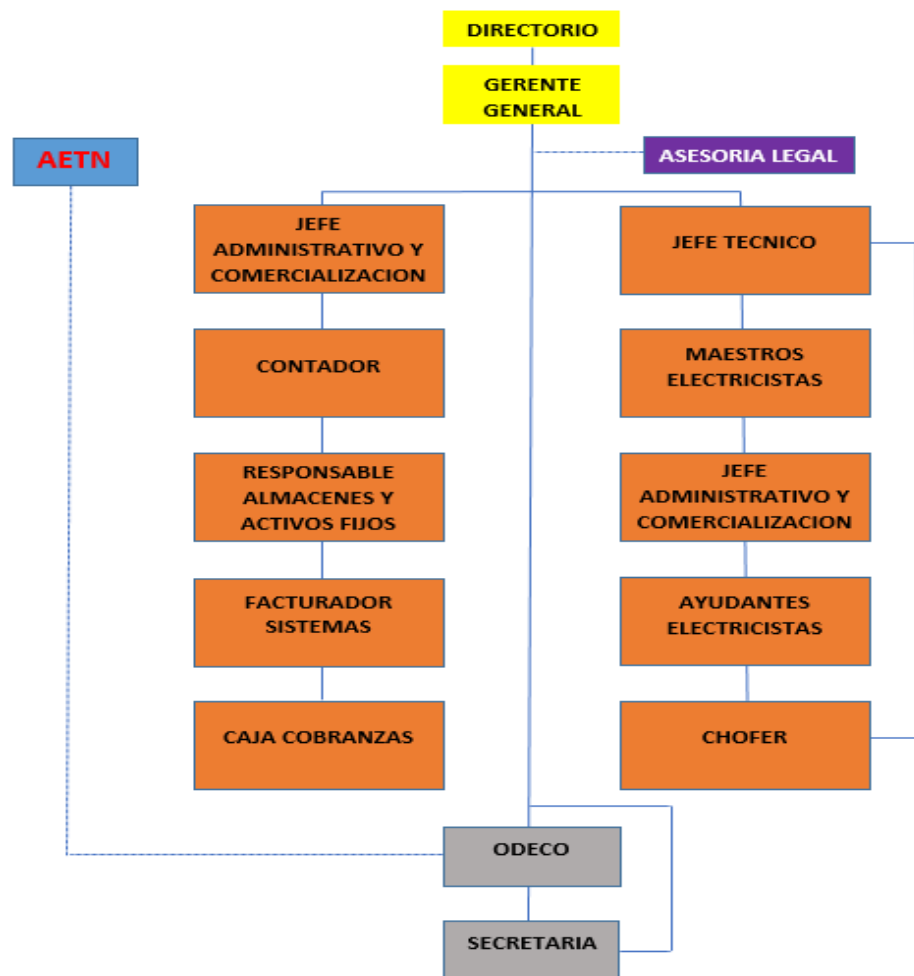 DIRECTORIO
GERENTE
GENERAL
AETN
ASESORIA LEGAL
JEFE
ADMINISTRATIVO Y
COMERCIALIZACION
JEFE TECNICO
CONTADOR
MAESTROS
ELECTRICISTAS
RESPONSABLE
ALMACENES Y
ACTIVOS FIJOS
JEFE
ADMINISTRATIVO Y
COMERCIALIZACION
FACTURADOR
SISTEMAS
AYUDANTES
ELECTRICISTAS
CAJA COBRANZAS
CHOFER
ODECO
SECRETARIA